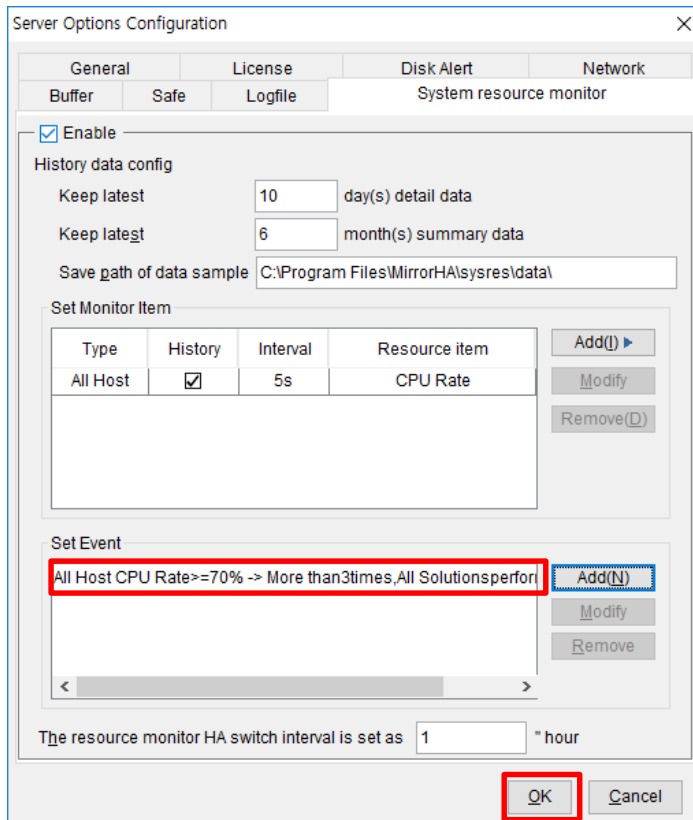 Server Options Configuration
General License Disk Alert Network
Buffer Safe Logfile System resource monitor
Enable
History data config
Keep latest 10 day(s) detail data
Keep latest 6 month(s) summary data
Save path of data sample C:\Program Files\MirrorHA\sysres\data\
Set Monitor Item
Type History Interval Resource item
All Host 5s CPU Rate
Add(I)
Modify
Remove(D)
Set Event
All Host CPU Rate>=70% -> More than3times,All Solutionsperfor
Add(N)
Modify
Remove
The resource monitor HA switch interval is set as 1 " hour
OK Cancel